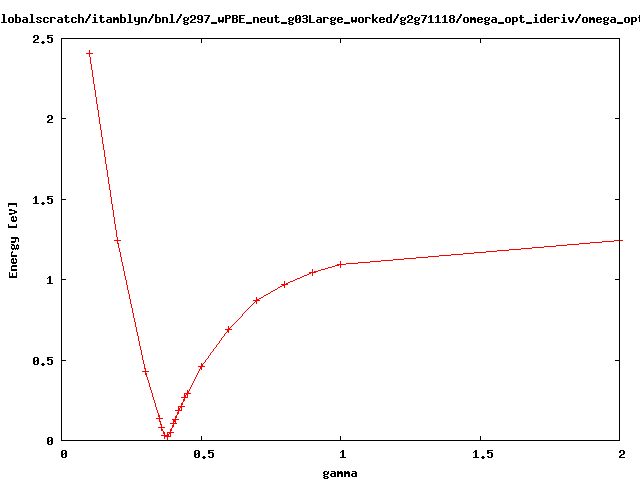 lobalscratch/itamblyn/bnl/g297_wPBE_neut_g03Large_worked/g2g71118/omega_opt_ideriv/omega_opt
2.5
2
1.5
1
0.5
0
Energy [eV]
0 0.5 1 1.5 2
gamma